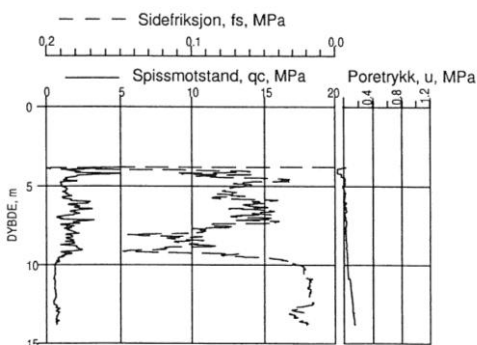 — — — Sidefriksjon, fs, MPa
0,2 0,1 0,0
—— Spissmotstand, qc, MPa Poretrykk, u, MPa
0 5 10 15 20 0,4 0,8 1,2
0
5
10
15
DYBDE, m